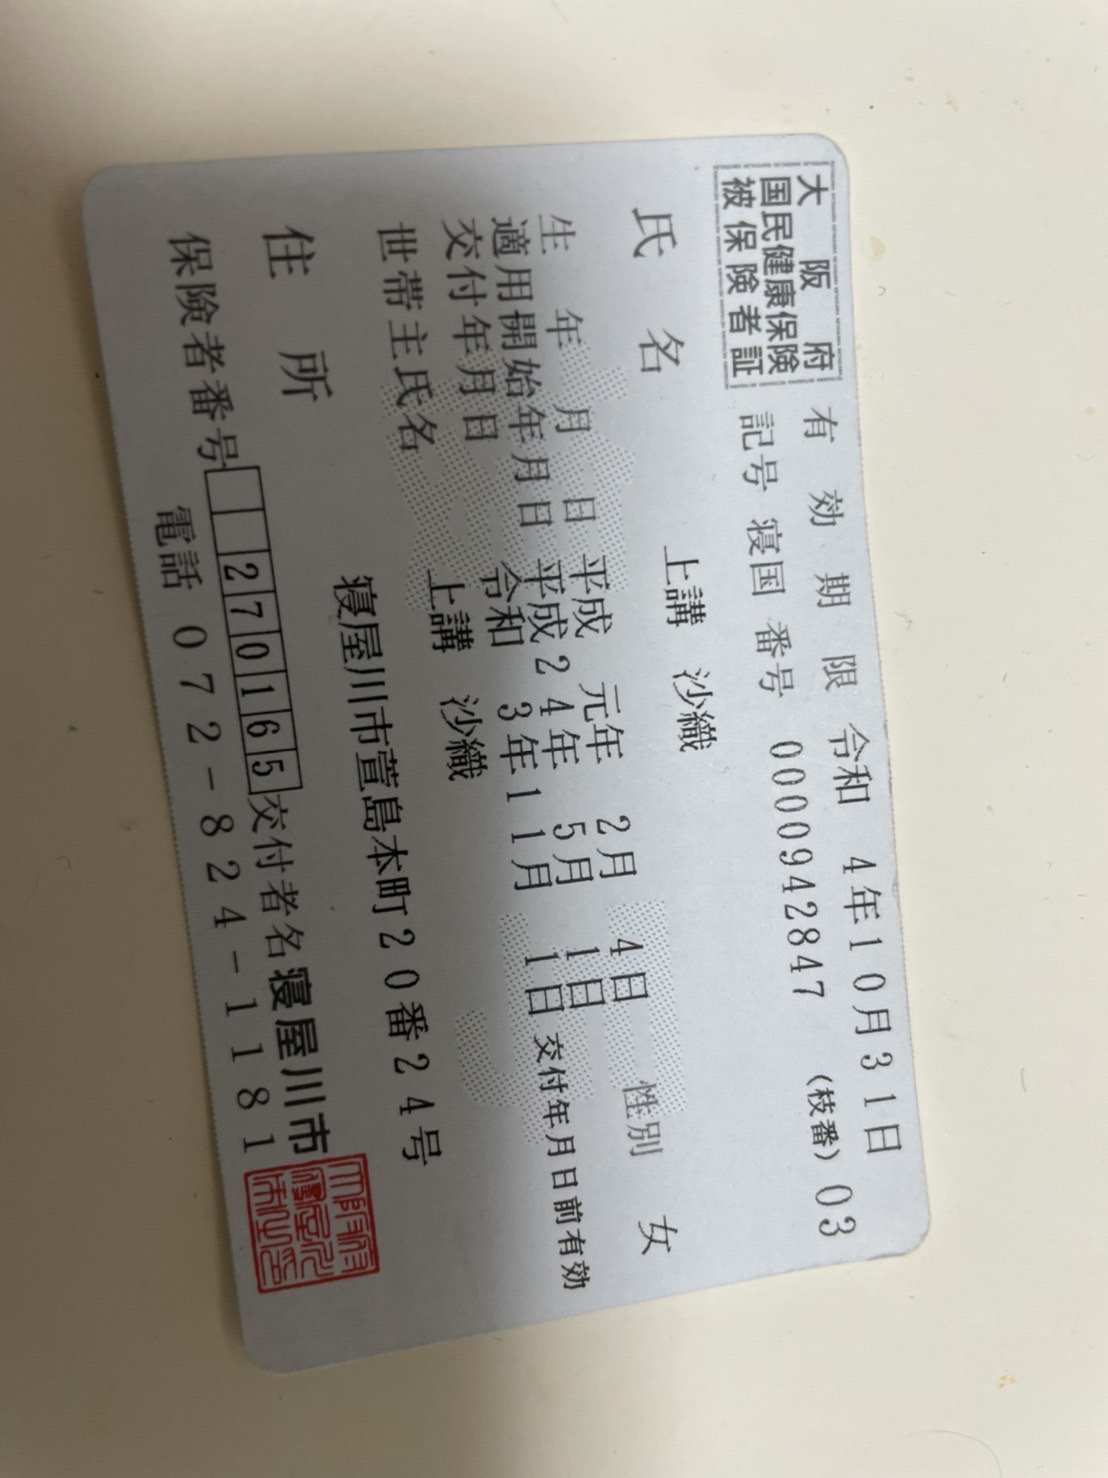 大阪府
国民健康保険
被保険者証
有効期限 令和 4年10月31日
記号 寝国 番号 0000942847 (枝番) 03
氏名 上講 沙織
生年月日 平成 元年 2月 4日 性別 女
適用開始年月日 平成24年 5月 1日
交付年月日 令和 3年11月 1日 交付年月日前有効
世帯主氏名 上講 沙織
住所 寝屋川市萱島本町20番24号
保険者番号 270165 交付者名 寝屋川市
電話 072-824-1181